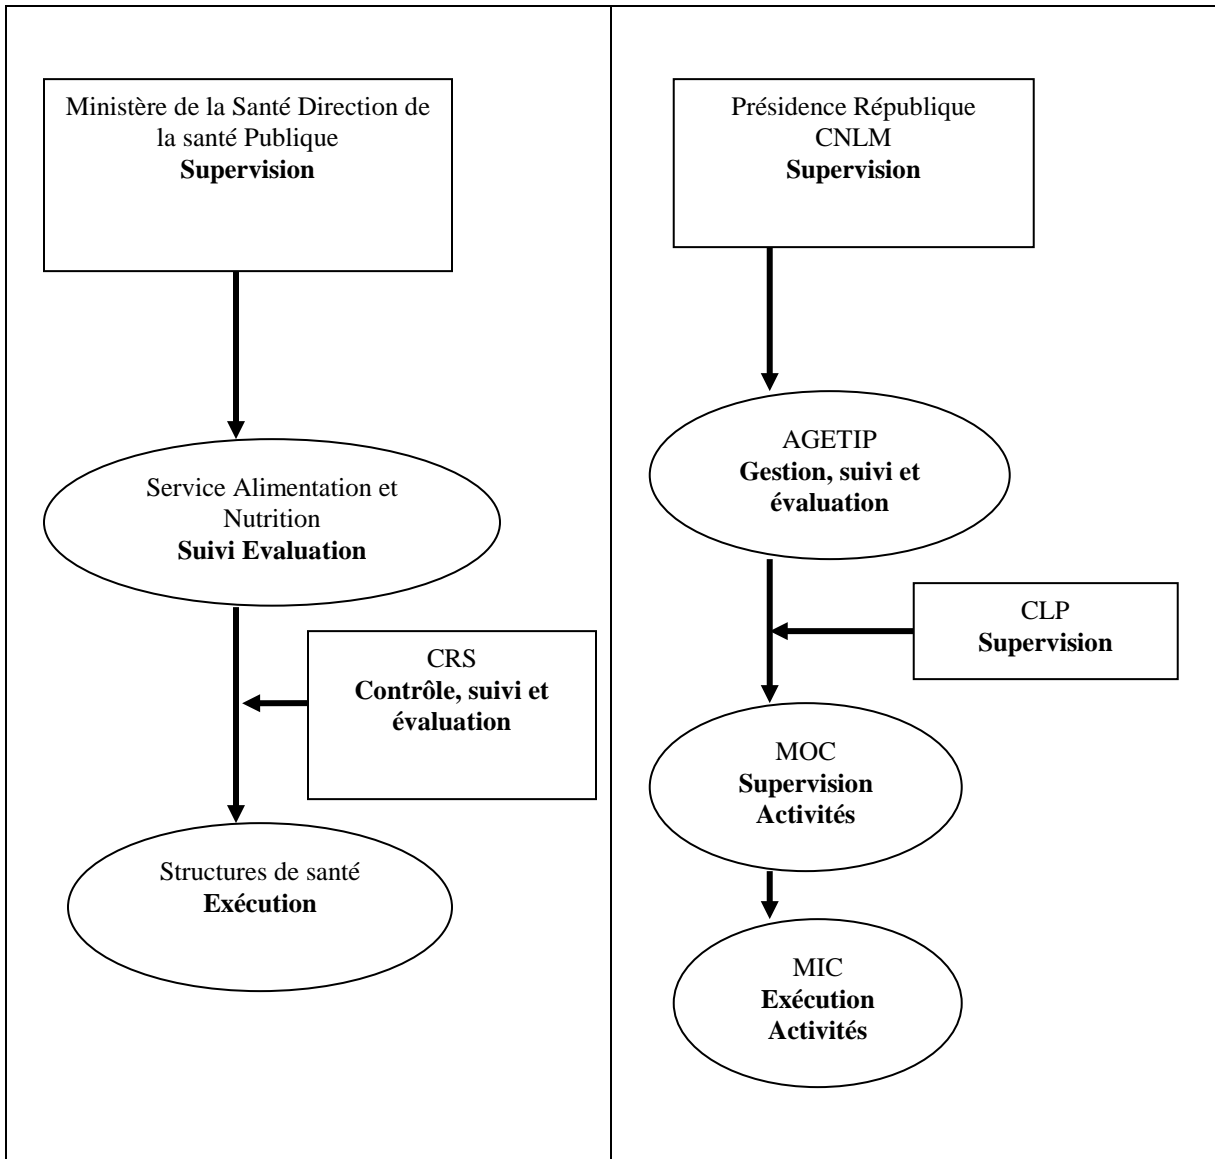 Ministère de la Santé Direction de
la santé Publique
Supervision
Service Alimentation et
Nutrition
Suivi Evaluation
CRS
Contrôle, suivi et
évaluation
Structures de santé
Exécution
Présidence République
CNLM
Supervision
AGETIP
Gestion, suivi et
évaluation
CLP
Supervision
MOC
Supervision
Activités
MIC
Exécution
Activités